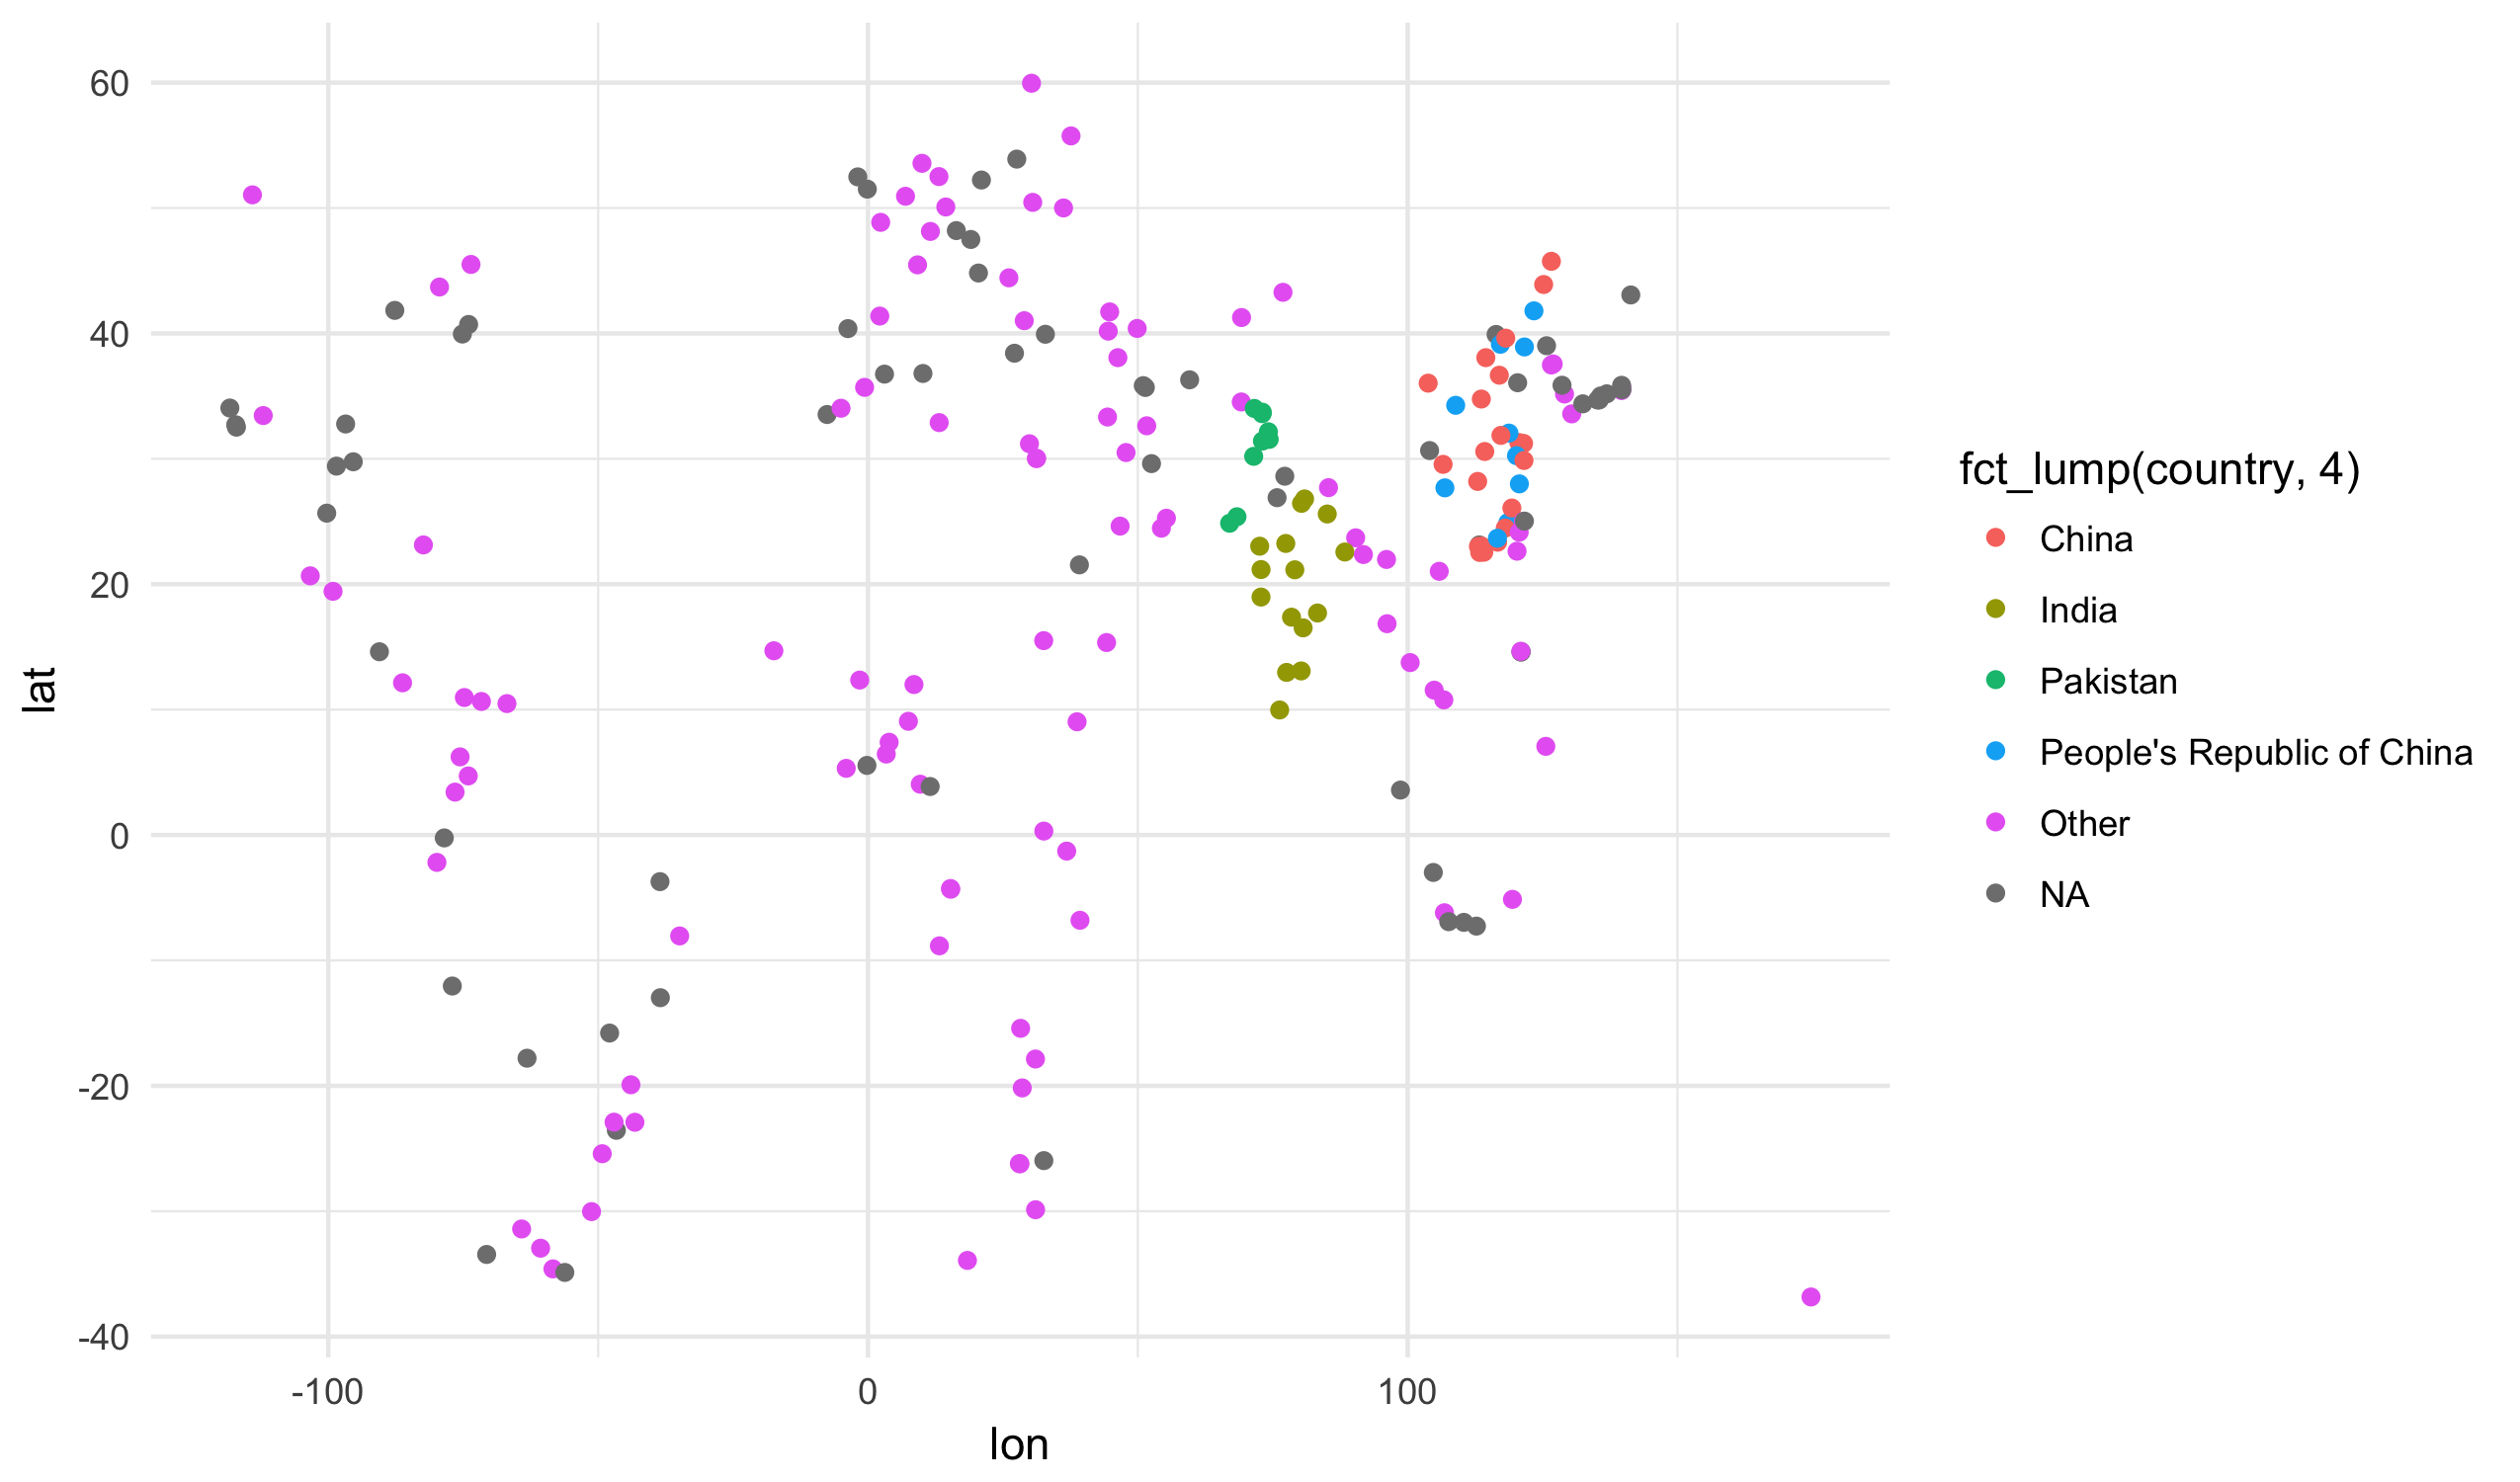 60
40
20
0
-20
-40
lat
-100
0
100
lon
fct_lump(country, 4)
China
India
Pakistan
People's Republic of China
Other
NA